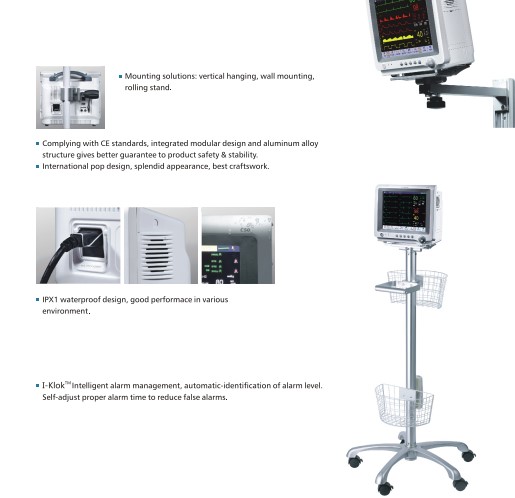 ▪ Mounting solutions: vertical hanging, wall mounting,
rolling stand.
▪ Complying with CE standards, integrated modular design and aluminum alloy
structure gives better guarantee to product safety & stability.
▪ International pop design, splendid appearance, best craftswork.
▪ IPX1 waterproof design, good performace in various
environment.
▪ I-Klok™ Intelligent alarm management, automatic-identification of alarm level.
Self-adjust proper alarm time to reduce false alarms.